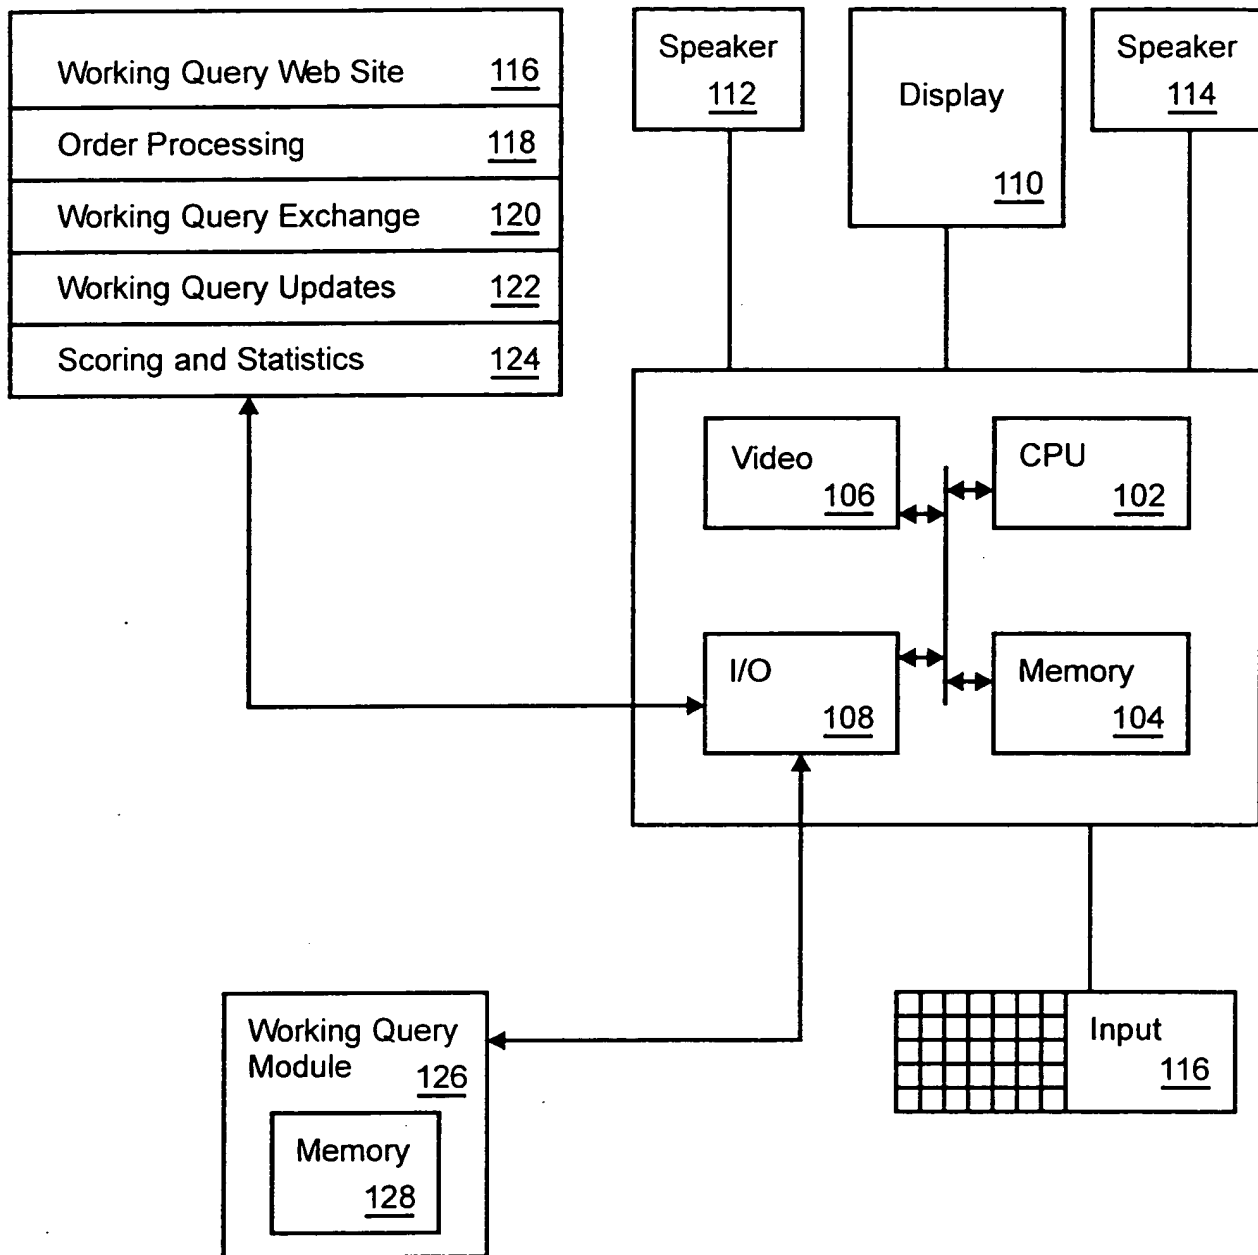 Working Query Web Site 116
Order Processing 118
Working Query Exchange 120
Working Query Updates 122
Scoring and Statistics 124
Speaker
112
Display
110
Speaker
114
Video
106
CPU
102
I/O
108
Memory
104
Working Query
Module
126
Memory
128
Input
116